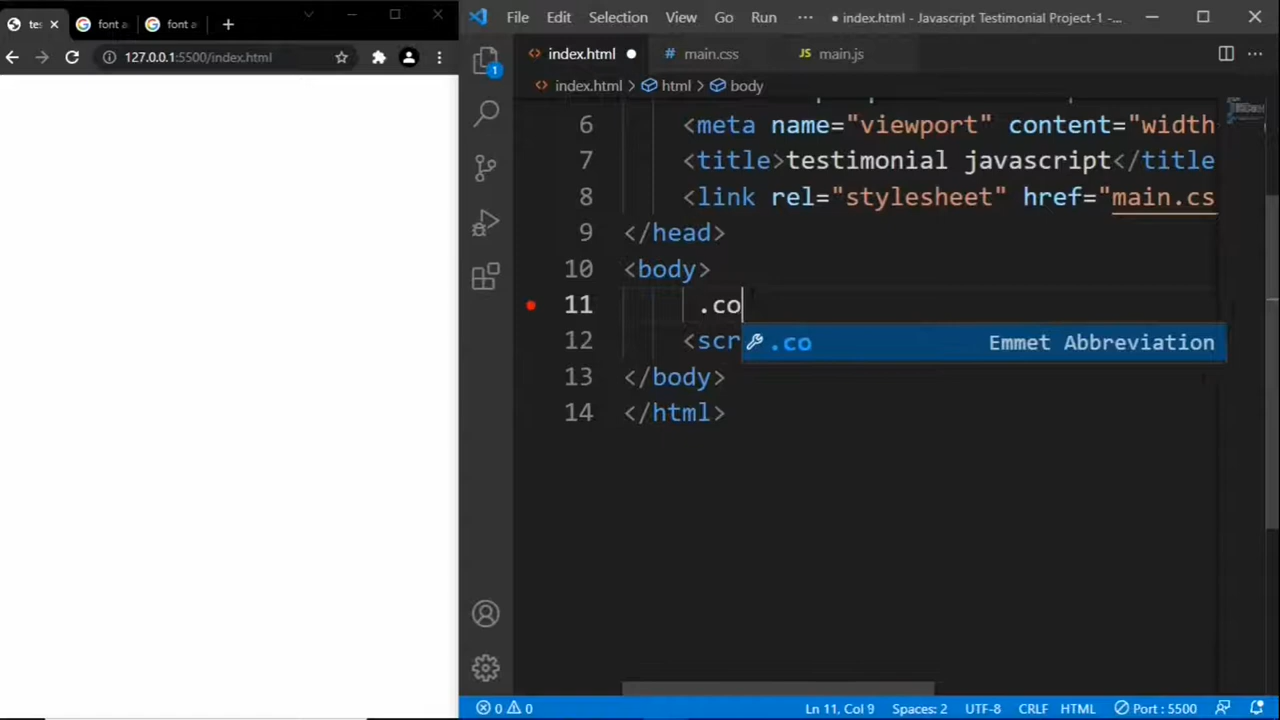 tes
font a
font a
127.0.0.1:5500/index.html
File Edit Selection View Go Run ··· ● index.html - Javascript Testimonial Project-1 -...
1
index.html ● # main.css JS main.js
index.html > html > body
6 <meta name="viewport" content="width
7 <title>testimonial javascript</title
8 <link rel="stylesheet" href="main.cs
9 </head>
10 <body>
11 .co
12 <scr
.co Emmet Abbreviation
13 </body>
14 </html>
0 0 Ln 11, Col 9 Spaces: 2 UTF-8 CRLF HTML Port : 5500